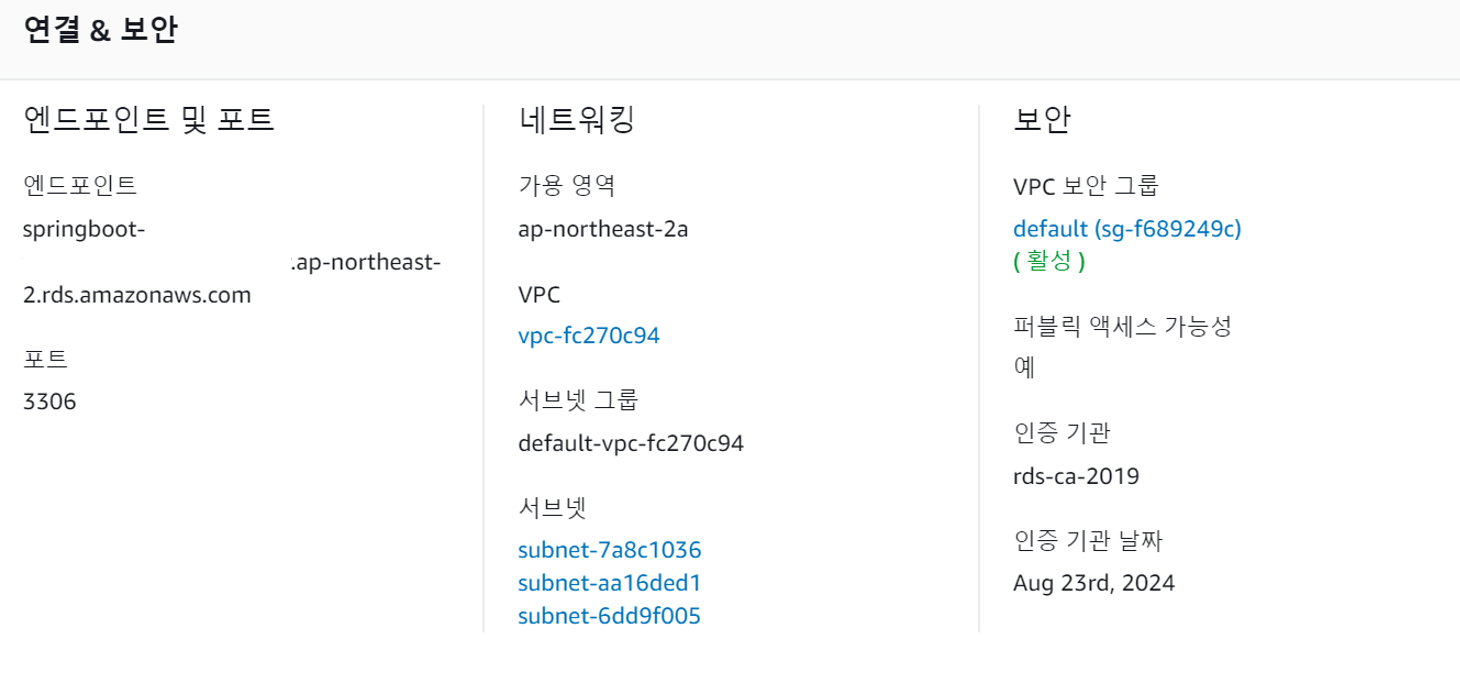 연결 & 보안
엔드포인트 및 포트
엔드포인트
springboot-
.ap-northeast-
2.rds.amazonaws.com
포트
3306
네트워킹
가용 영역
ap-northeast-2a
VPC
vpc-fc270c94
서브넷 그룹
default-vpc-fc270c94
서브넷
subnet-7a8c1036
subnet-aa16ded1
subnet-6dd9f005
보안
VPC 보안 그룹
default (sg-f689249c)
( 활성 )
퍼블릭 액세스 가능성
예
인증 기관
rds-ca-2019
인증 기관 날짜
Aug 23rd, 2024